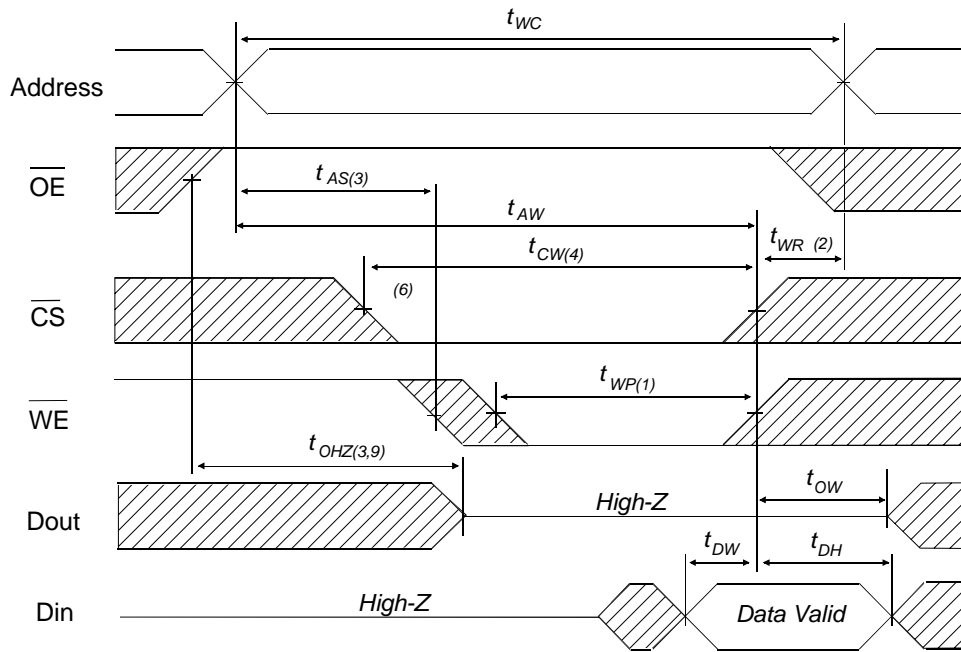 tWC
Address
OE
tAS(3)
tAW
tWR (2)
tCW(4)
(6)
CS
tWP(1)
WE
tOHZ(3,9)
tOW
High-Z
Dout
tDW
tDH
High-Z
Data Valid
Din